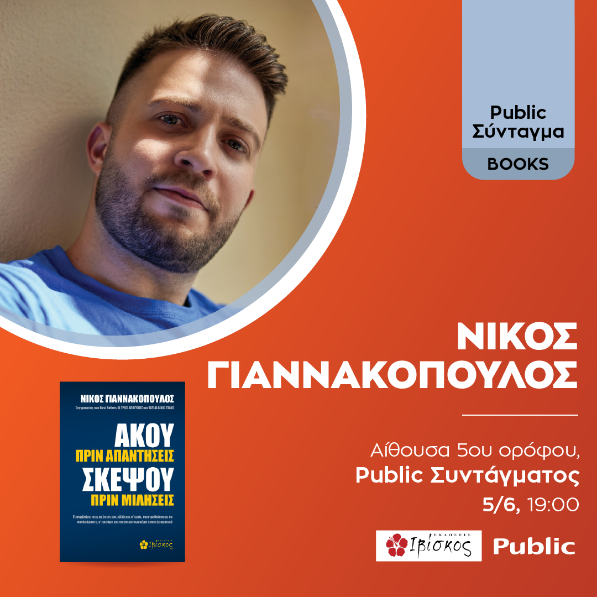 Public
Σύνταγμα
BOOKS
ΝΙΚΟΣ
ΓΙΑΝΝΑΚΟΠΟΥΛΟΣ
ΝΙΚΟΣ ΓΙΑΝΝΑΚΟΠΟΥΛΟΣ
ΑΚΟΥ
ΠΡΙΝ ΑΠΑΝΤΗΣΕΙΣ
ΣΚΕΨΟΥ
ΠΡΙΝ ΜΙΛΗΣΕΙΣ
Ιβίσκος
Αίθουσα 5ου ορόφου,
Public Συντάγματος
5/6, 19:00
ΕΚΔΟΣΕΙΣ
Ιβίσκος
Public